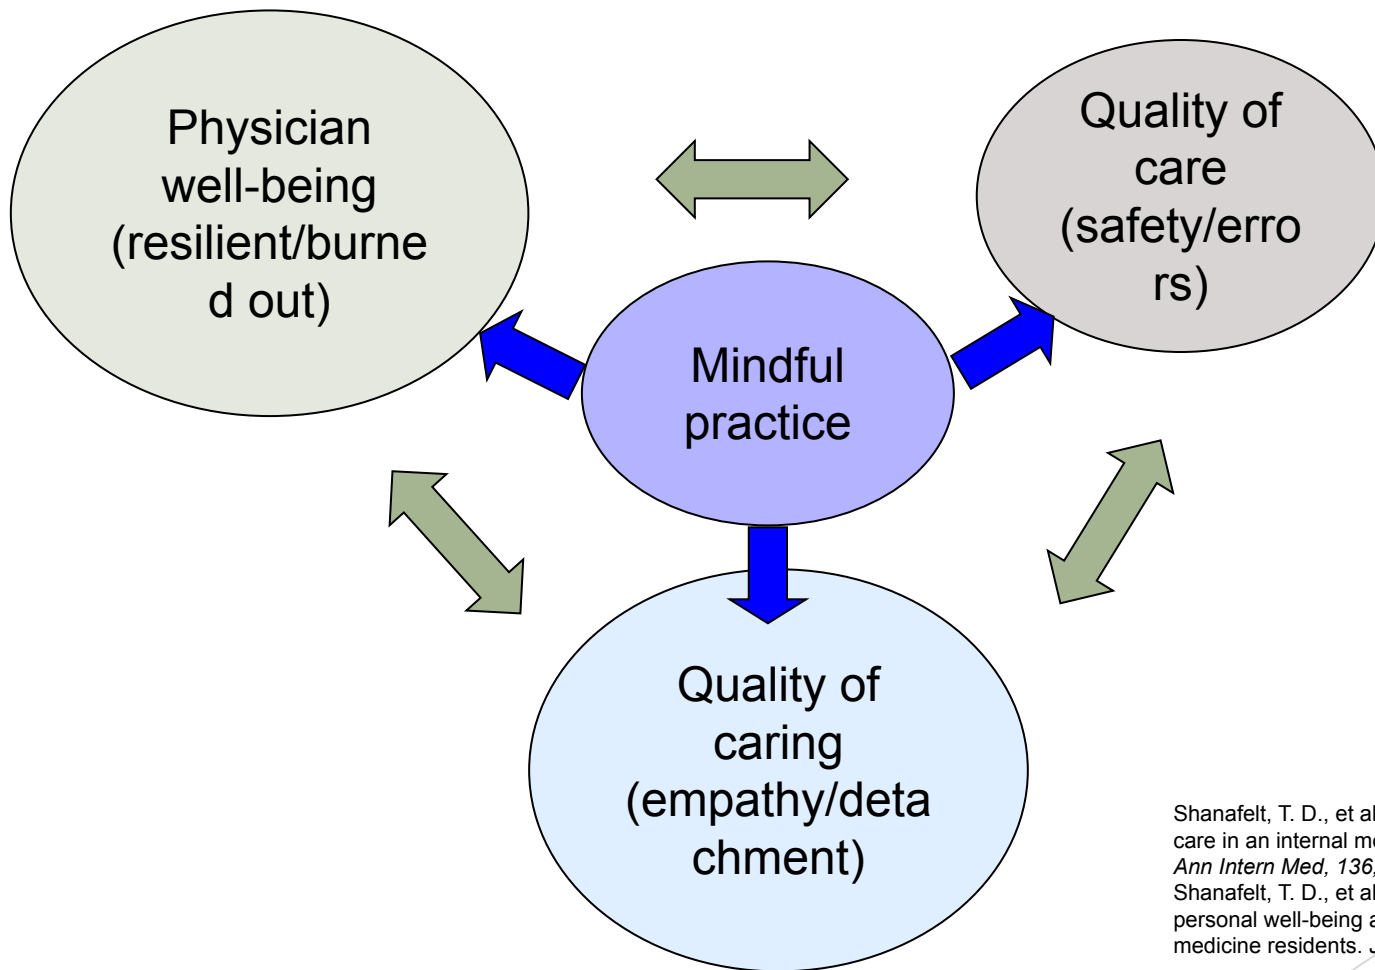 Physician
well-being
(resilient/burne
d out)
Quality of
care
(safety/erro
rs)
Mindful
practice
Quality of
caring
(empathy/deta
chment)
Shanafelt, T. D., et al
care in an internal me
Ann Intern Med, 136,
Shanafelt, T. D., et al
personal well-being a
medicine residents. J